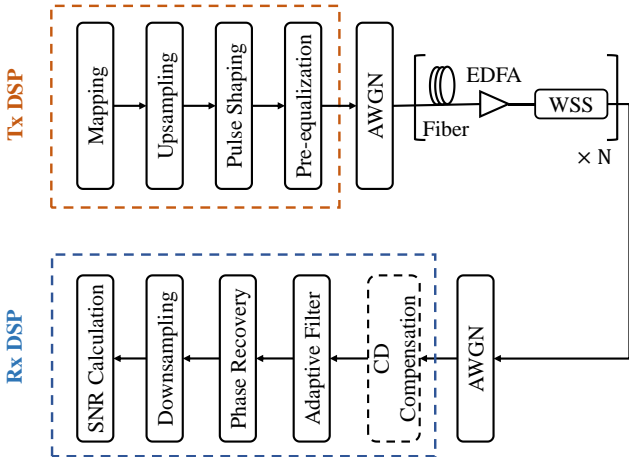 Tx DSP
Mapping
Upsampling
Pulse Shaping
Pre-equalization
AWGN
EDFA
Fiber
WSS
× N
Rx DSP
SNR Calculation
Downsampling
Phase Recovery
Adaptive Filter
CD
Compensation
AWGN